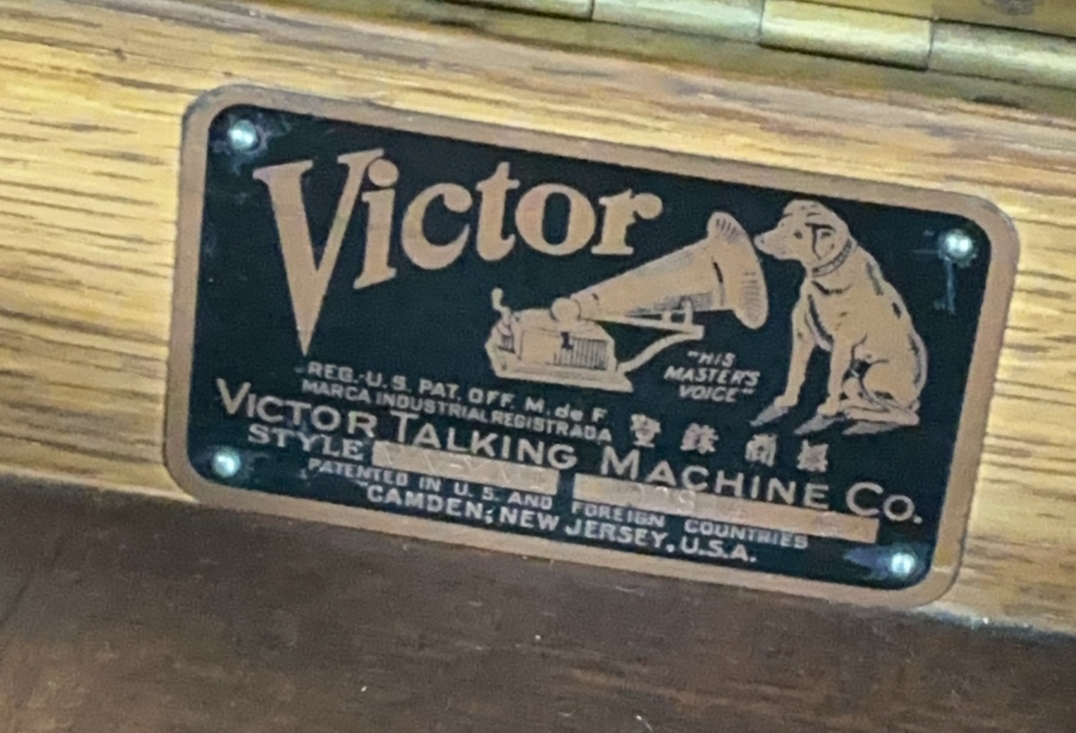 Victor
"HIS
MASTER'S
VOICE"
REG. U. S. PAT. OFF. M. de F.
MARCA INDUSTRIAL REGISTRADA
標商錄登
VICTOR TALKING MACHINE CO.
STYLE
PATENTED IN U. S. AND FOREIGN COUNTRIES
CAMDEN, NEW JERSEY, U.S.A.